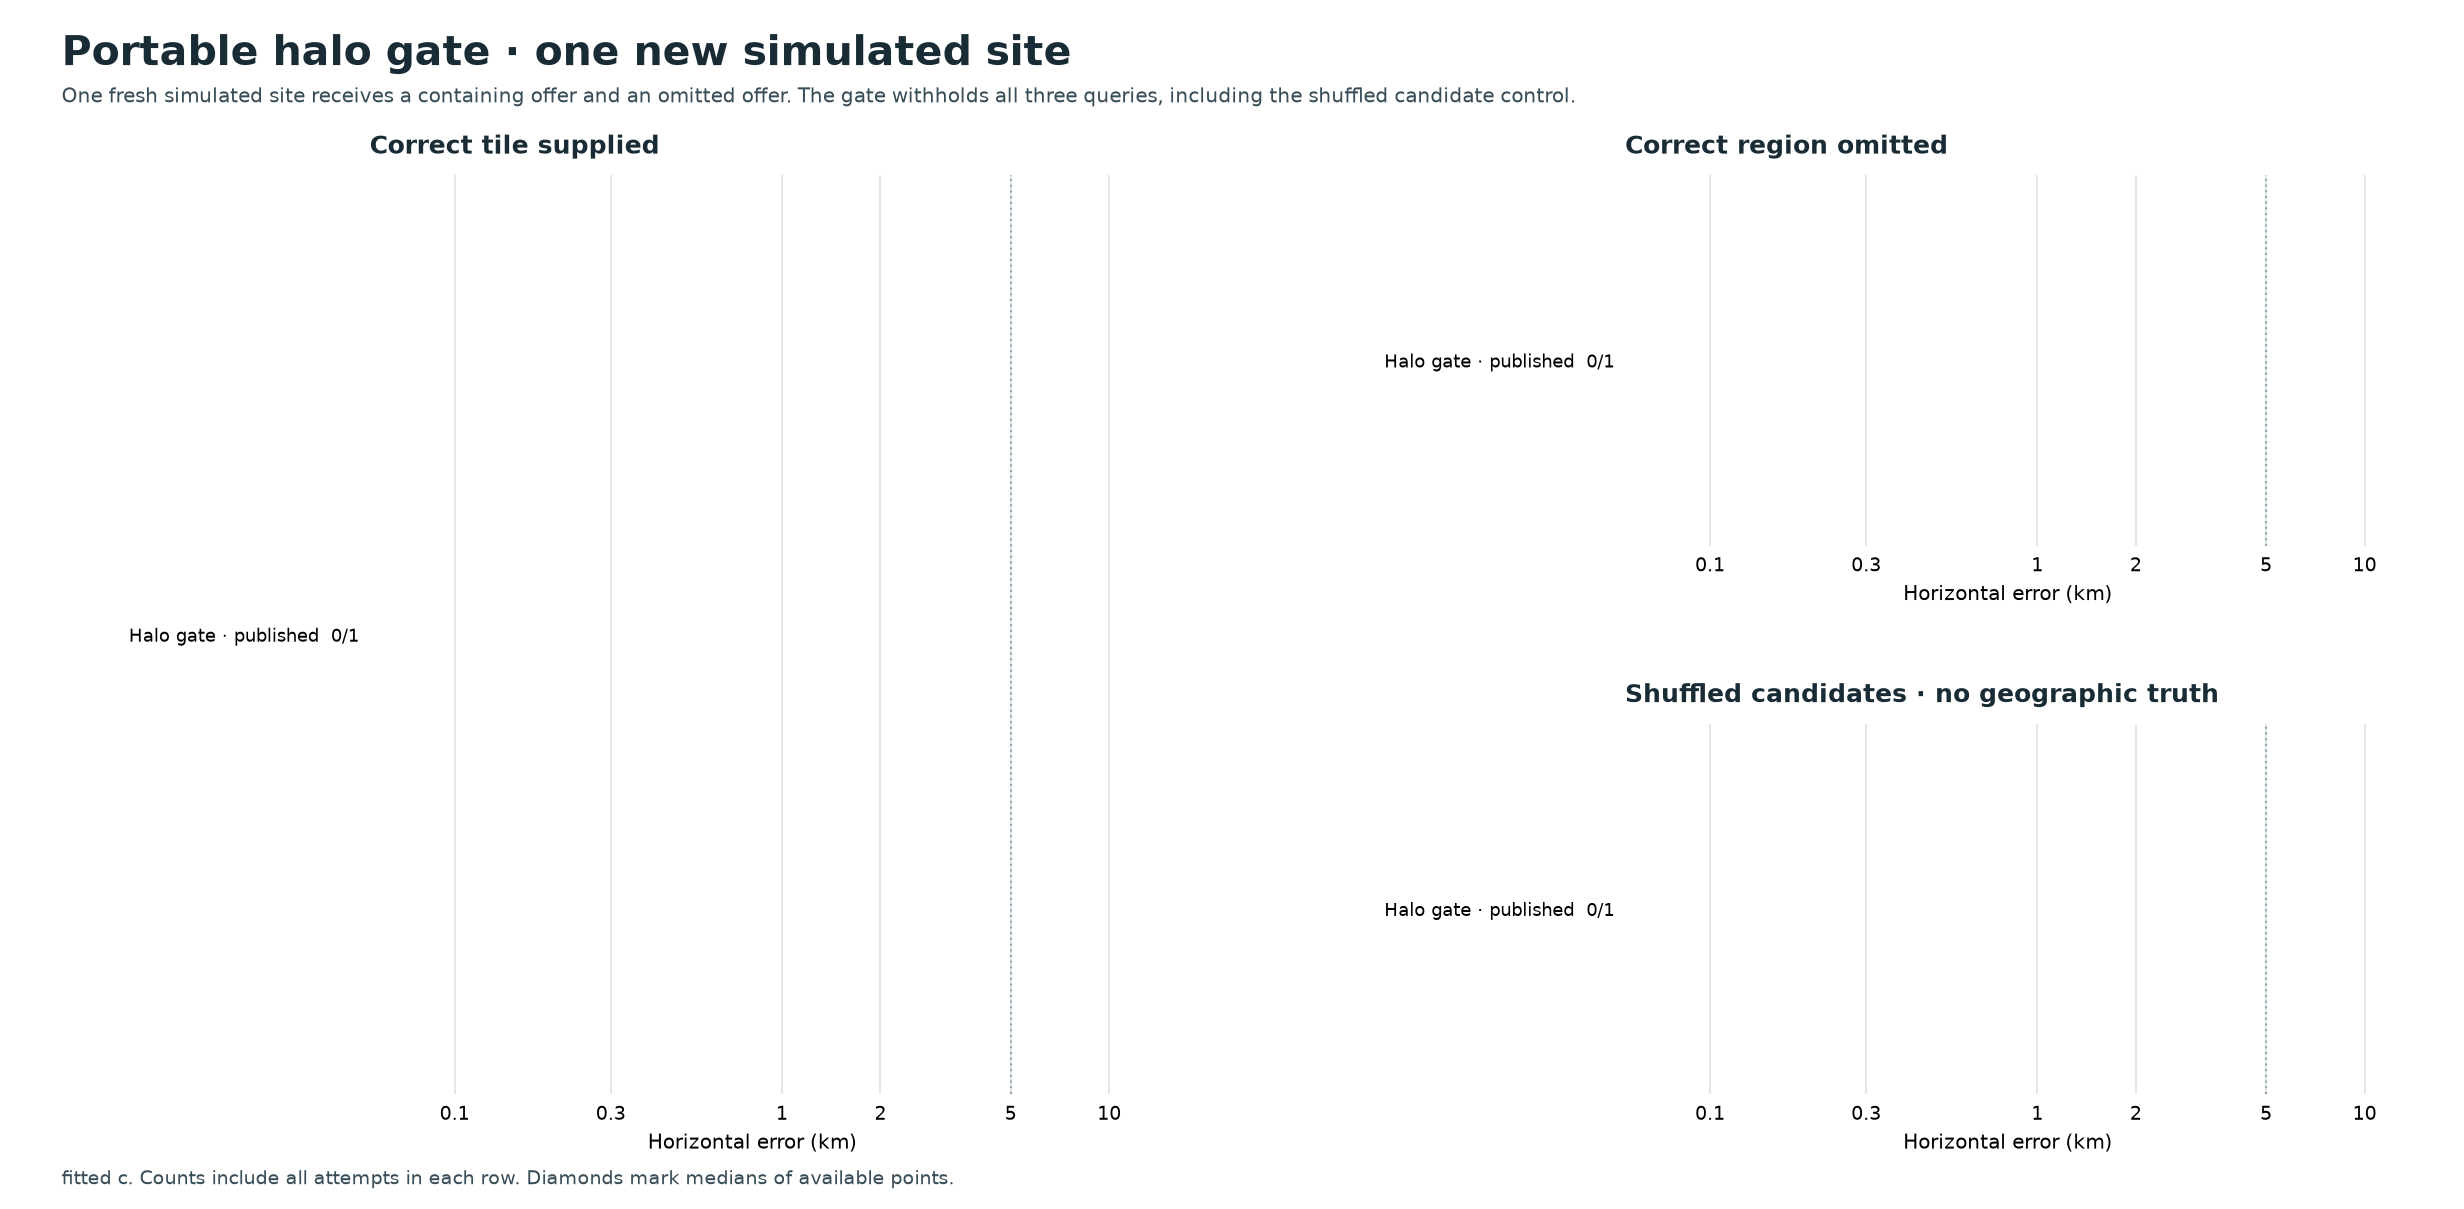 Portable halo gate · one new simulated site
One fresh simulated site receives a containing offer and an omitted offer. The gate withholds all three queries, including the shuffled candidate control.
Correct tile supplied
Halo gate · published 0/1
0.1 0.3 1 2 5 10
Horizontal error (km)
Correct region omitted
Halo gate · published 0/1
0.1 0.3 1 2 5 10
Horizontal error (km)
Shuffled candidates · no geographic truth
Halo gate · published 0/1
0.1 0.3 1 2 5 10
Horizontal error (km)
fitted c. Counts include all attempts in each row. Diamonds mark medians of available points.